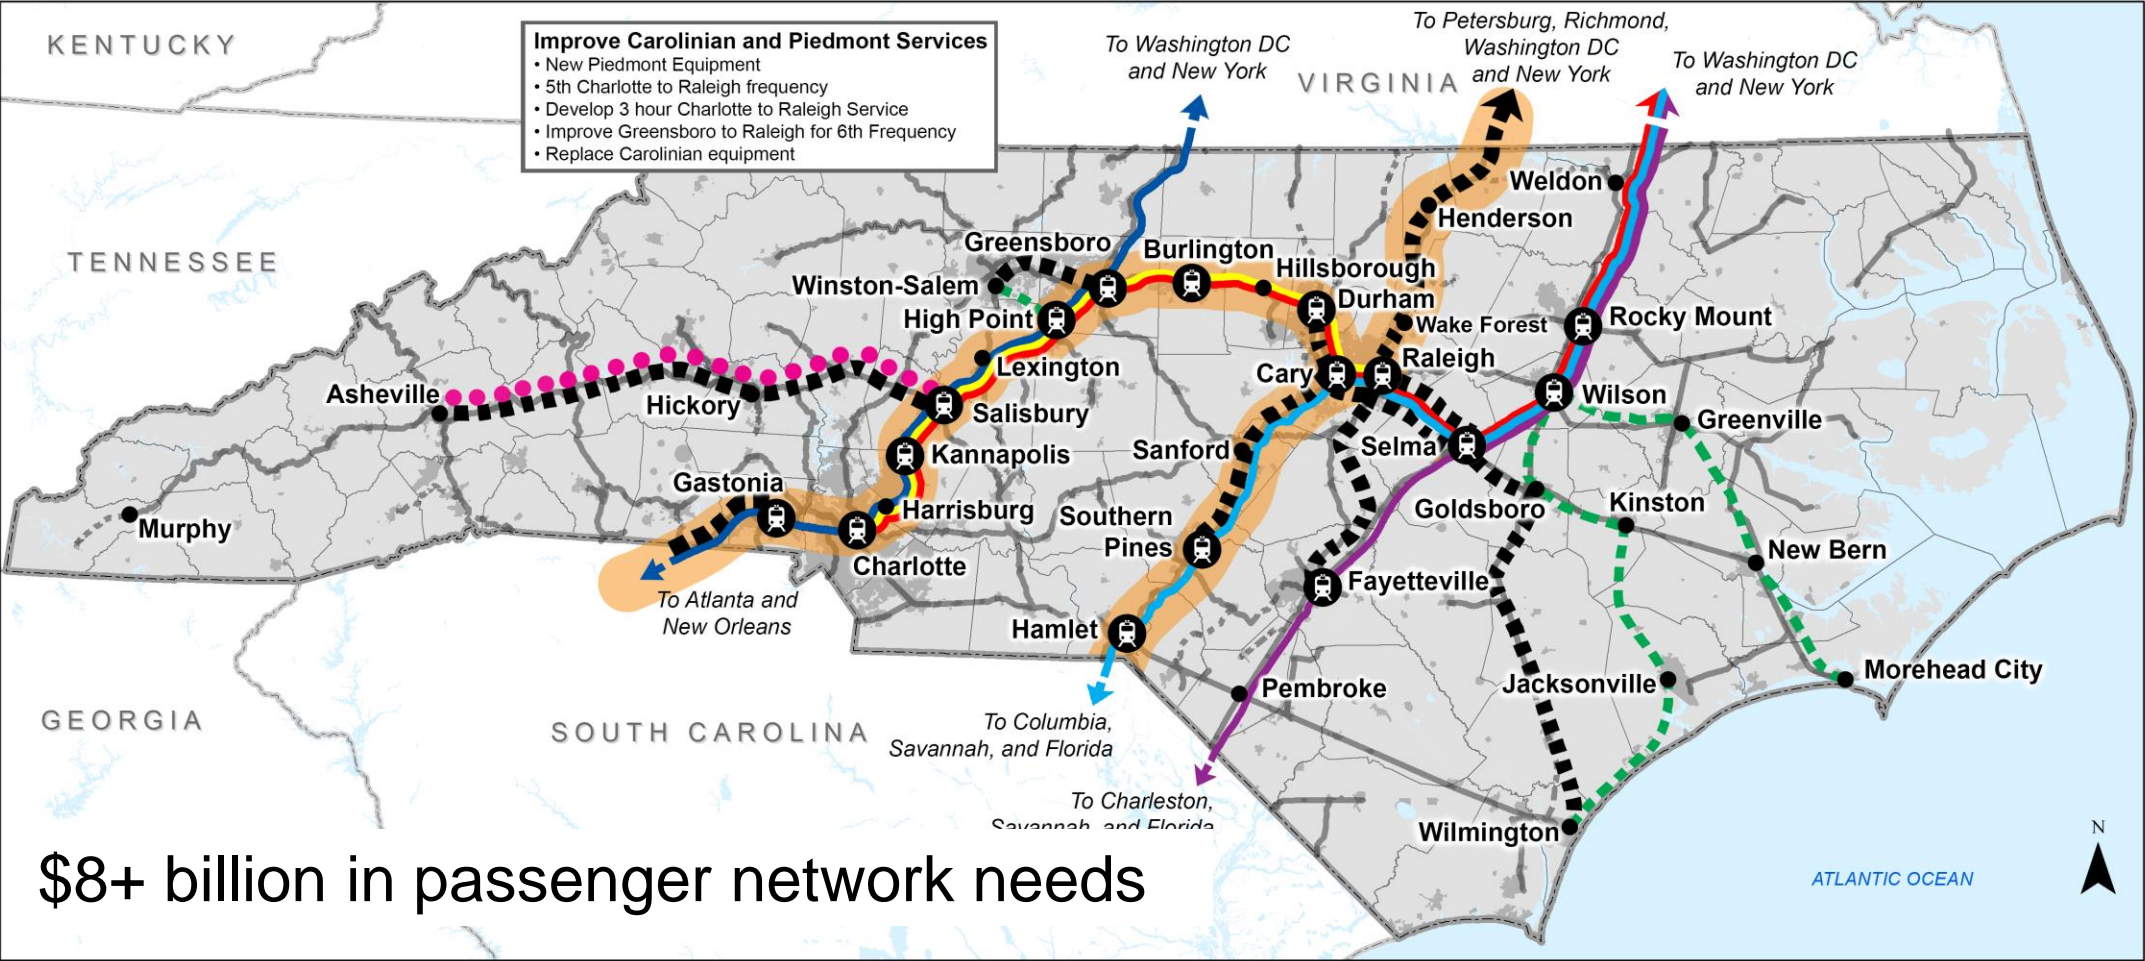 KENTUCKY
Improve Carolinian and Piedmont Services
• New Piedmont Equipment
• 5th Charlotte to Raleigh frequency
• Develop 3 hour Charlotte to Raleigh Service
• Improve Greensboro to Raleigh for 6th Frequency
• Replace Carolinian equipment
To Washington DC
and New York
VIRGINIA
To Petersburg, Richmond,
Washington DC
and New York
To Washington DC
and New York
TENNESSEE
Weldon
Henderson
Greensboro
Burlington
Hillsborough
Winston-Salem
Durham
High Point
Wake Forest
Rocky Mount
Lexington
Cary
Raleigh
Asheville
Hickory
Salisbury
Wilson
Greenville
Kannapolis
Sanford
Selma
Gastonia
Harrisburg
Goldsboro
Kinston
Murphy
Southern
Pines
New Bern
Charlotte
Fayetteville
To Atlanta and
New Orleans
Hamlet
Pembroke
Jacksonville
Morehead City
GEORGIA
SOUTH CAROLINA
To Columbia,
Savannah, and Florida
To Charleston,
Savannah, and Florida
Wilmington
N
ATLANTIC OCEAN
$8+ billion in passenger network needs